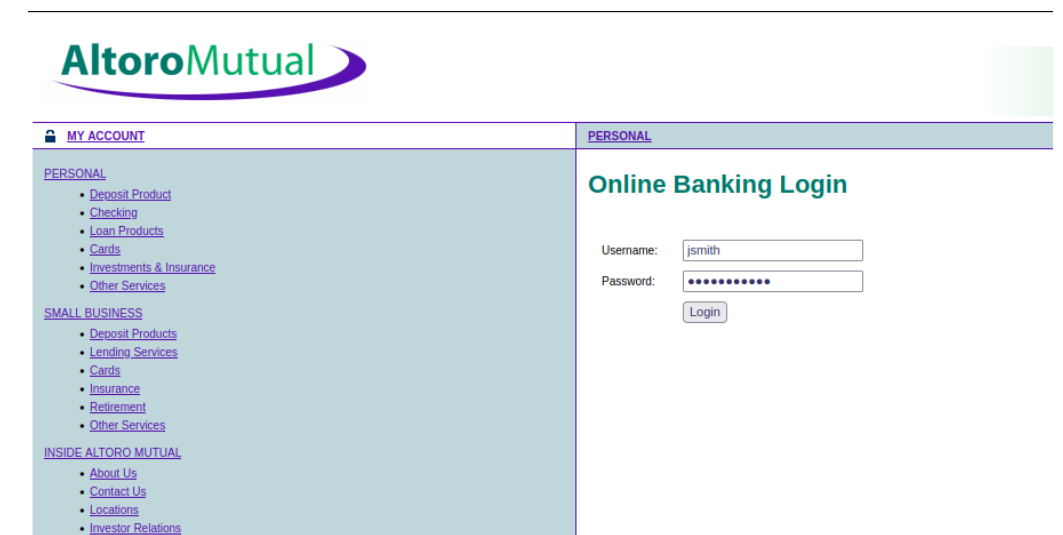 AltoroMutual
MY ACCOUNT
PERSONAL
PERSONAL
Deposit Product
Checking
Loan Products
Cards
Investments & Insurance
Other Services
SMALL BUSINESS
Deposit Products
Lending Services
Cards
Insurance
Retirement
Other Services
INSIDE ALTORO MUTUAL
About Us
Contact Us
Locations
Investor Relations
Online Banking Login
Username: jsmith
Password: •••••••••••
Login